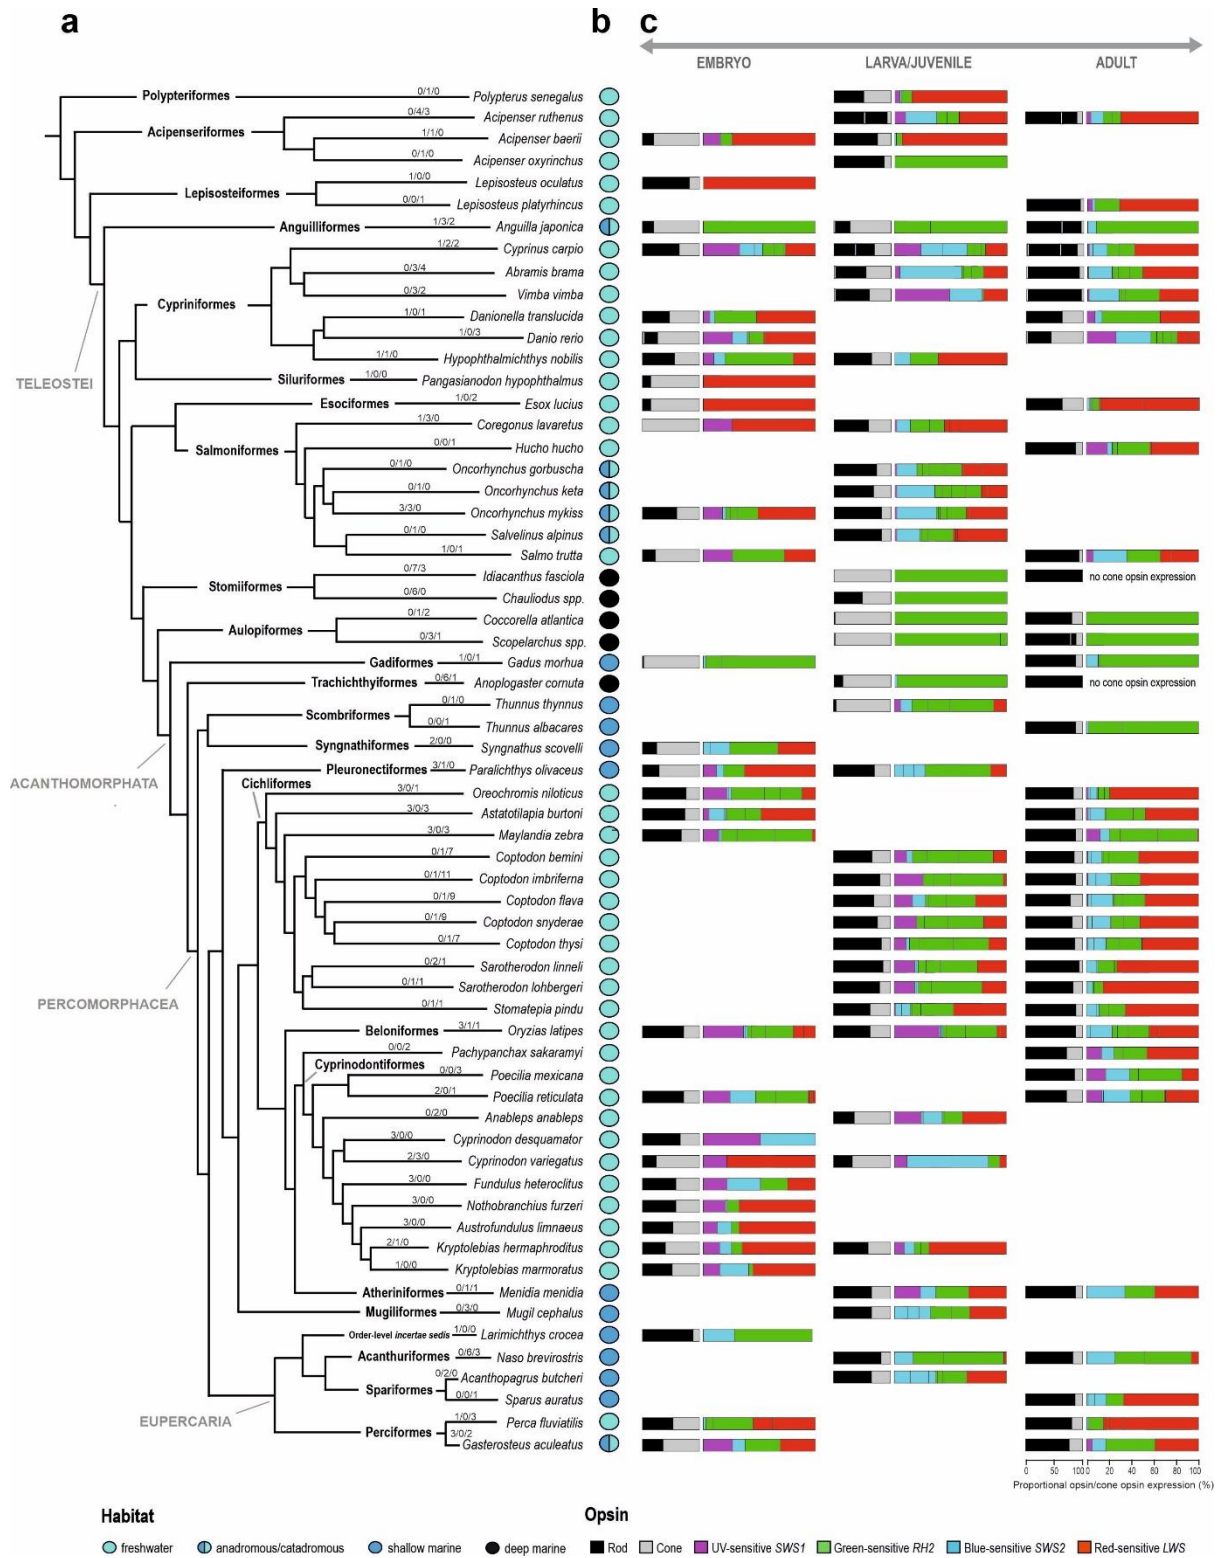 a b c
EMBRYO LARVA/JUVENILE ADULT
Polypteriformes 0/1/0 Polypterus senegalus
0/4/3 Acipenser ruthenus
Acipenseriformes 1/1/0 Acipenser baerii
0/1/0 Acipenser oxyrinchus
1/0/0 Lepisosteus oculatus
Lepisosteiformes
0/0/1 Lepisosteus platyrhincus
Anguilliformes 1/3/2 Anguilla japonica
1/2/2 Cyprinus carpio
0/3/4 Abramis brama
0/3/2 Vimba vimba
Cypriniformes
1/0/1 Danionella translucida
1/0/3 Danio rerio
1/1/0 Hypophthalmichthys nobilis
TELEOSTEI
Siluriformes 1/0/0 Pangasianodon hypophthalmus
Esociformes 1/0/2 Esox lucius
1/3/0 Coregonus lavaretus
Salmoniformes 0/0/1 Hucho hucho
0/1/0 Oncorhynchus gorbuscha
0/1/0 Oncorhynchus keta
3/3/0 Oncorhynchus mykiss
0/1/0 Salvelinus alpinus
1/0/1 Salmo trutta
0/7/3 Idiacanthus fasciola no cone opsin expression
Stomiiformes
0/6/0 Chauliodus spp.
0/1/2 Coccorella atlantica
Aulopiformes
0/3/1 Scopelarchus spp.
Gadiformes 1/0/1 Gadus morhua
Trachichthyiformes 0/6/1 Anoplogaster cornuta no cone opsin expression
0/1/0 Thunnus thynnus
Scombriformes
0/0/1 Thunnus albacares
Syngnathiformes 2/0/0 Syngnathus scovelli
Pleuronectiformes 3/1/0 Paralichthys olivaceus
ACANTHOMORPHATA
Cichliformes
3/0/1 Oreochromis niloticus
3/0/3 Astatotilapia burtoni
3/0/3 Maylandia zebra
0/1/7 Coptodon bemini
0/1/11 Coptodon imbriferna
0/1/9 Coptodon flava
0/1/9 Coptodon snyderae
0/1/7 Coptodon thysi
0/2/1 Sarotherodon linneli
0/1/1 Sarotherodon lohbergeri
PERCOMORPHACEA
0/1/1 Stomatepia pindu
Beloniformes 3/1/1 Oryzias latipes
0/0/2 Pachypanchax sakaramyi
Cyprinodontiformes
0/0/3 Poecilia mexicana
2/0/1 Poecilia reticulata
0/2/0 Anableps anableps
3/0/0 Cyprinodon desquamator
2/3/0 Cyprinodon variegatus
3/0/0 Fundulus heteroclitus
3/0/0 Nothobranchius furzeri
3/0/0 Austrofundulus limnaeus
2/1/0 Kryptolebias hermaphroditus
1/0/0 Kryptolebias marmoratus
Atheriniformes 0/1/1 Menidia menidia
Mugiliformes 0/3/0 Mugil cephalus
Order-level incertae sedis 1/0/0 Larimichthys crocea
Acanthuriformes 0/6/3 Naso brevirostris
0/2/0 Acanthopagrus butcheri
Spariformes
0/0/1 Sparus auratus
EUPERCARIA
1/0/3 Perca fluviatilis
Perciformes
3/0/2 Gasterosteus aculeatus
0 50 100 0 20 40 60 80 100
Proportional opsin/cone opsin expression (%)
Habitat Opsin
freshwater anadromous/catadromous shallow marine deep marine Rod Cone UV-sensitive SWS1 Green-sensitive RH2 Blue-sensitive SWS2 Red-sensitive LWS